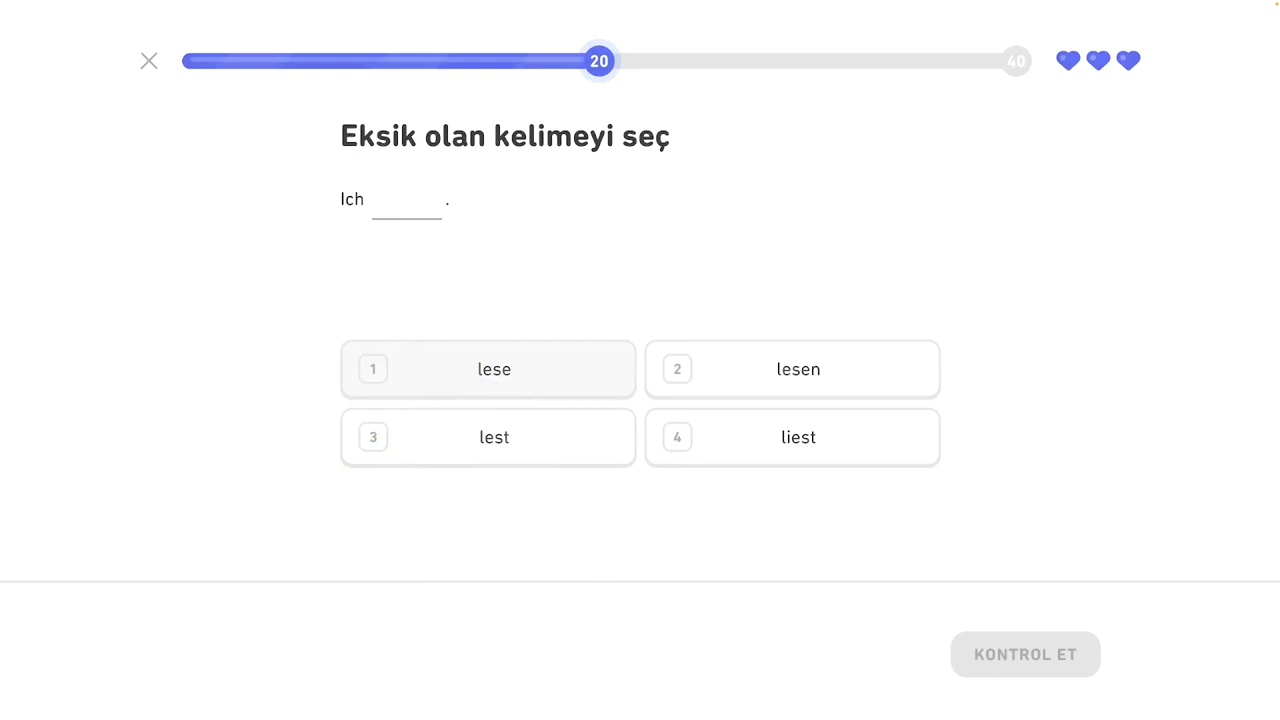 20
40
Eksik olan kelimeyi seç
Ich ______ .
1 lese
2 lesen
3 lest
4 liest
KONTROL ET